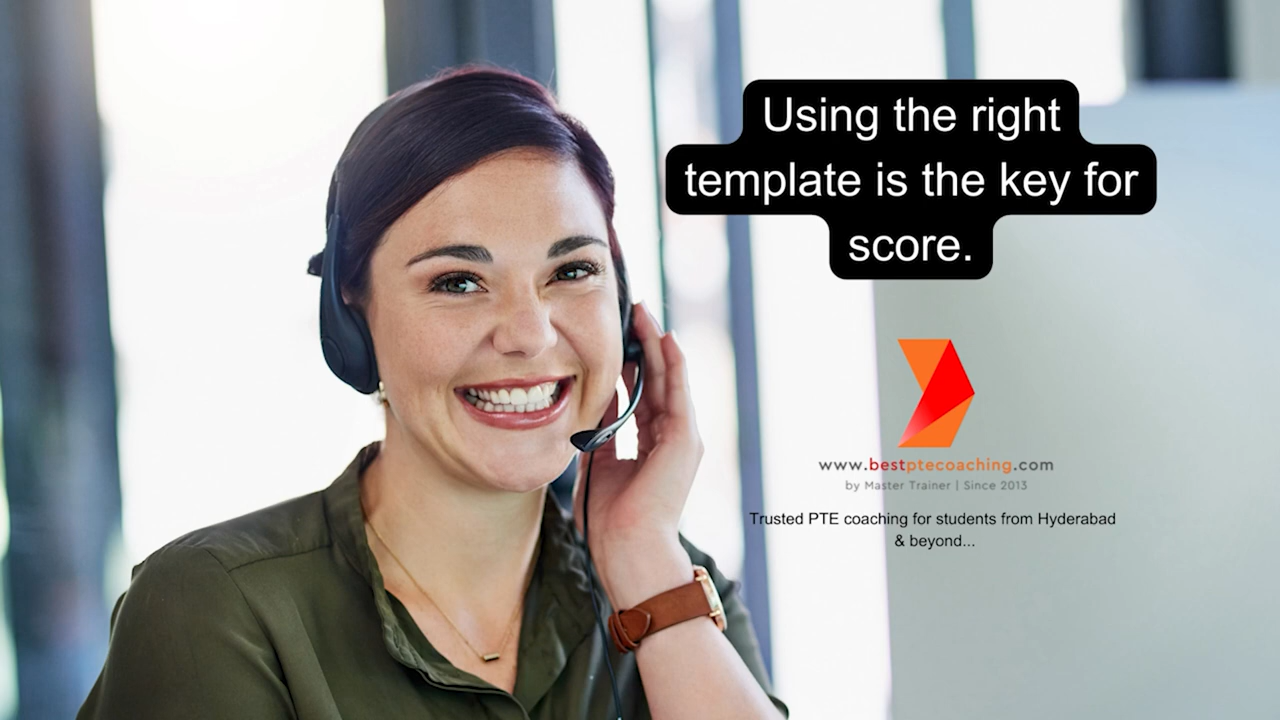 Using the right
template is the key for
score.
www.bestptecoaching.com
by Master Trainer | Since 2013
Trusted PTE coaching for students from Hyderabad
& beyond...